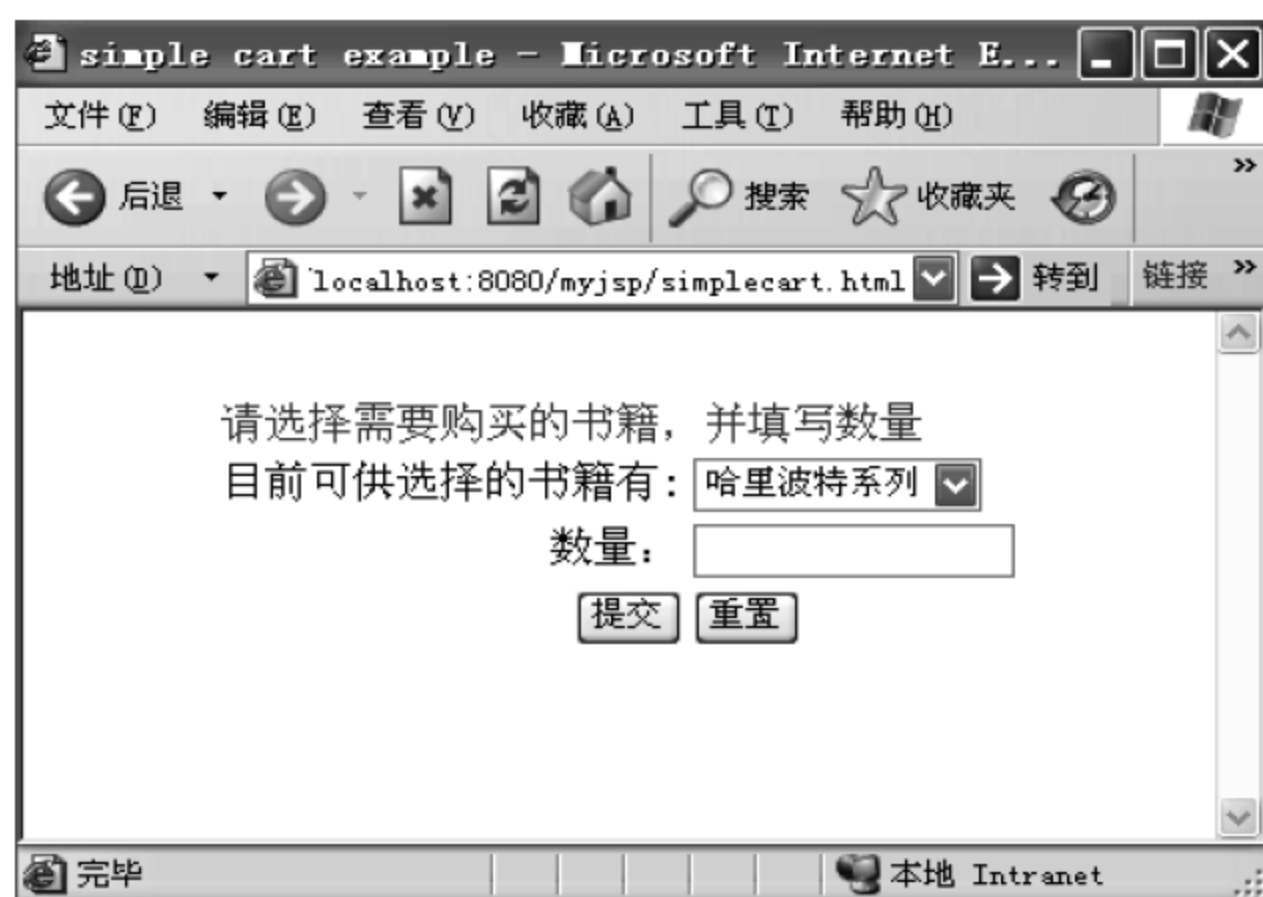 simple cart example - Microsoft Internet E...
文件(F) 编辑(E) 查看(V) 收藏(A) 工具(T) 帮助(H)
后退 搜索 收藏夹 »
地址(D) localhost:8080/myjsp/simplecart.html 转到 链接 »
请选择需要购买的书籍，并填写数量
目前可供选择的书籍有: 哈里波特系列
数量：
提交 重置
完毕 本地 Intranet